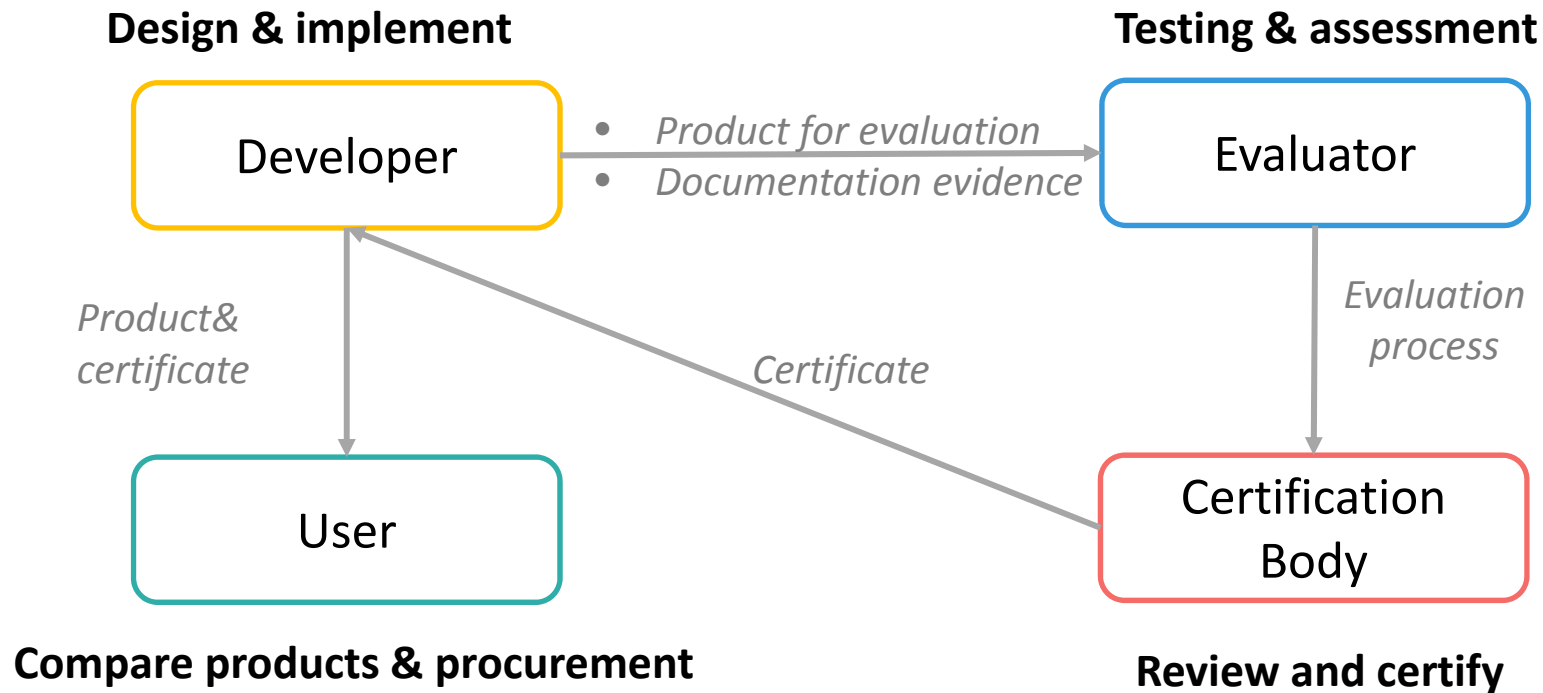 Design & implement
Testing & assessment
Developer
• Product for evaluation
• Documentation evidence
Evaluator
Product&
certificate
Certificate
Evaluation
process
User
Certification
Body
Compare products & procurement
Review and certify